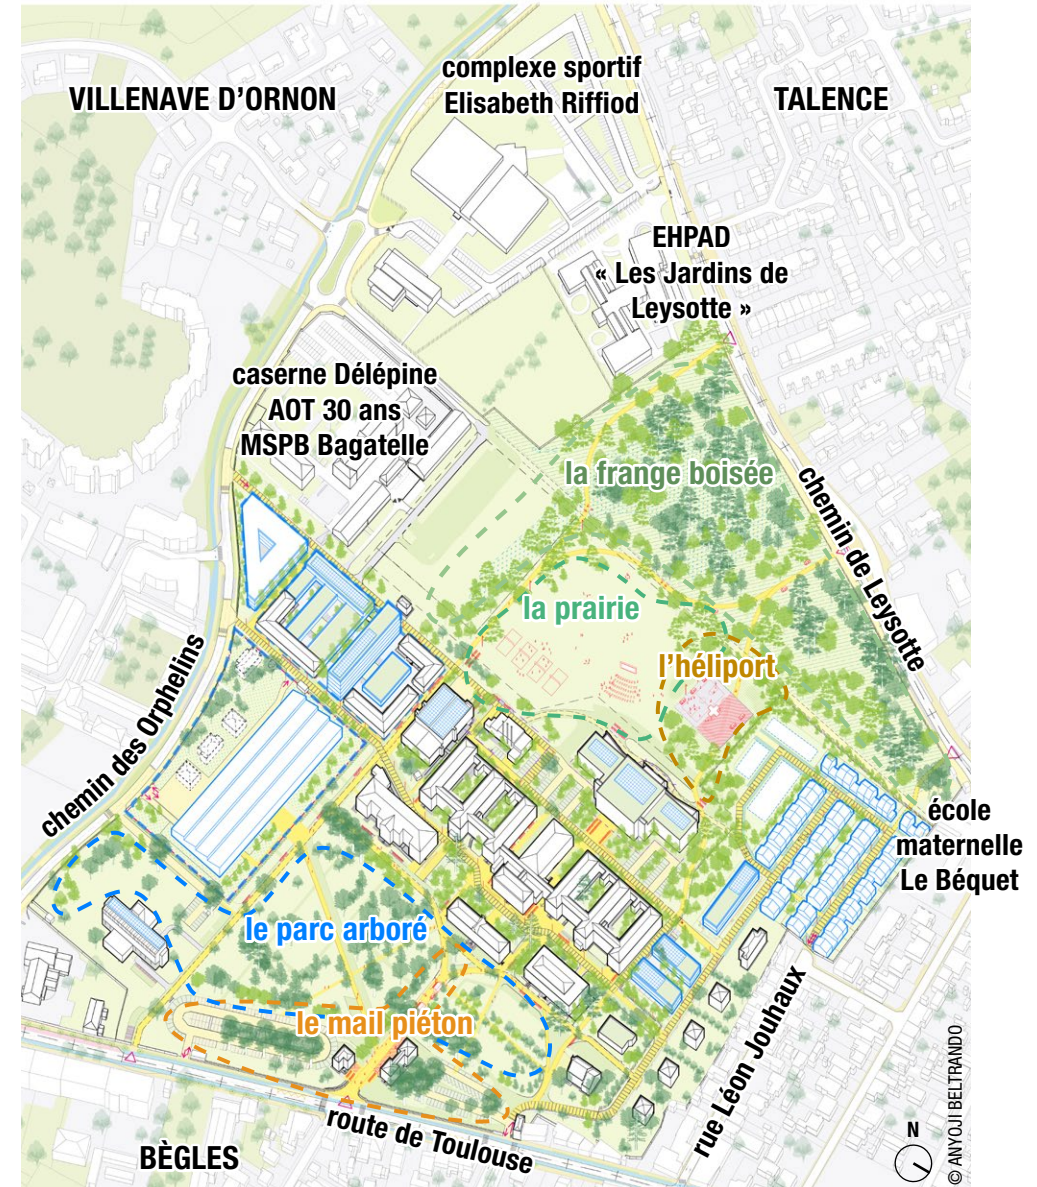 complexe sportif
Elisabeth Riffiod
VILLENAVE D'ORNON
TALENCE
EHPAD
« Les Jardins de
Leysotte »
caserne Délépine
AOT 30 ans
MSPB Bagatelle
la frange boisée
chemin de Leysotte
la prairie
l'héliport
chemin des Orphelins
école
maternelle
Le Béquet
le parc arboré
le mail piéton
rue Léon Jouhaux
route de Toulouse
BÈGLES
N
© ANYOJI BELTRANDO